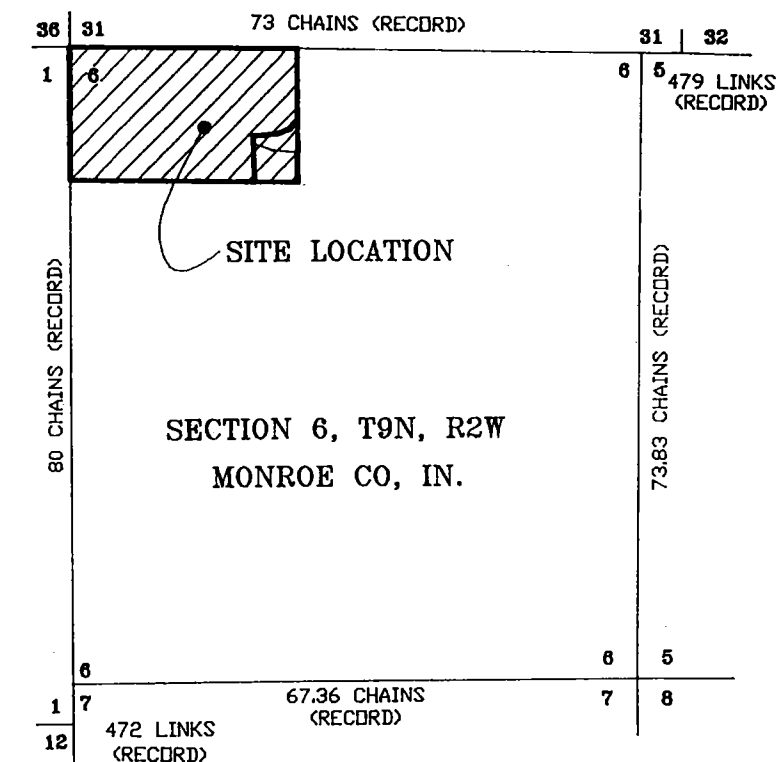 36 31 73 CHAINS (RECORD) 31 32
1 6 6 5 479 LINKS
(RECORD)
SITE LOCATION
80 CHAINS (RECORD)
73.83 CHAINS (RECORD)
SECTION 6, T9N, R2W
MONROE CO, IN.
6 6 5
1 7 67.36 CHAINS 7 8
(RECORD)
12 472 LINKS
(RECORD)